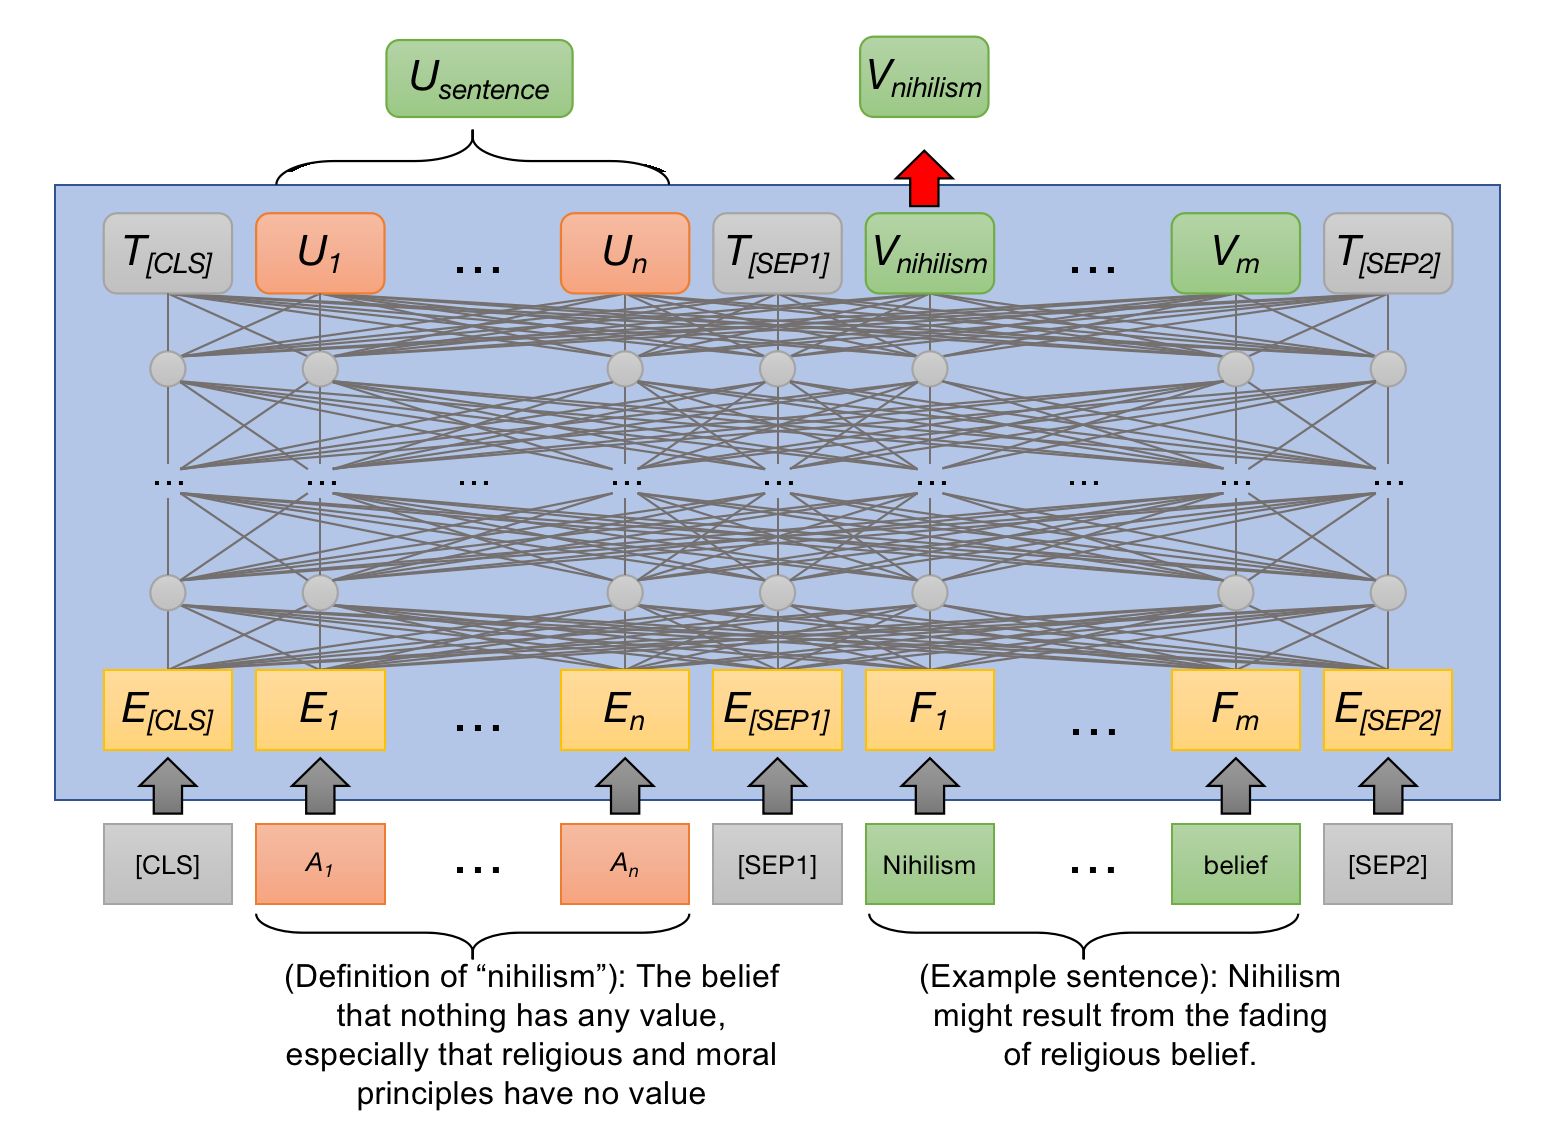 U_sentence V_nihilism
T_[CLS] U_1 ... U_n T_[SEP1] V_nihilism ... V_m T_[SEP2]
... ... ... ... ... ... ... ... ...
E_[CLS] E_1 ... E_n E_[SEP1] F_1 ... F_m E_[SEP2]
[CLS] A_1 ... A_n [SEP1] Nihilism ... belief [SEP2]
(Definition of “nihilism”): The belief
that nothing has any value,
especially that religious and moral
principles have no value
(Example sentence): Nihilism
might result from the fading
of religious belief.